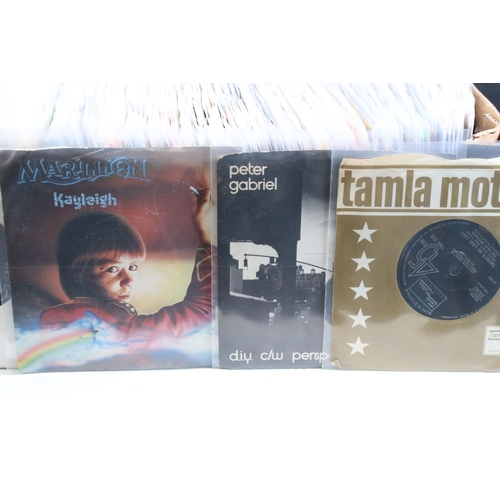 MARILLION
Kayleigh
peter
gabriel
d.i.y. c/w persp
tamla mot